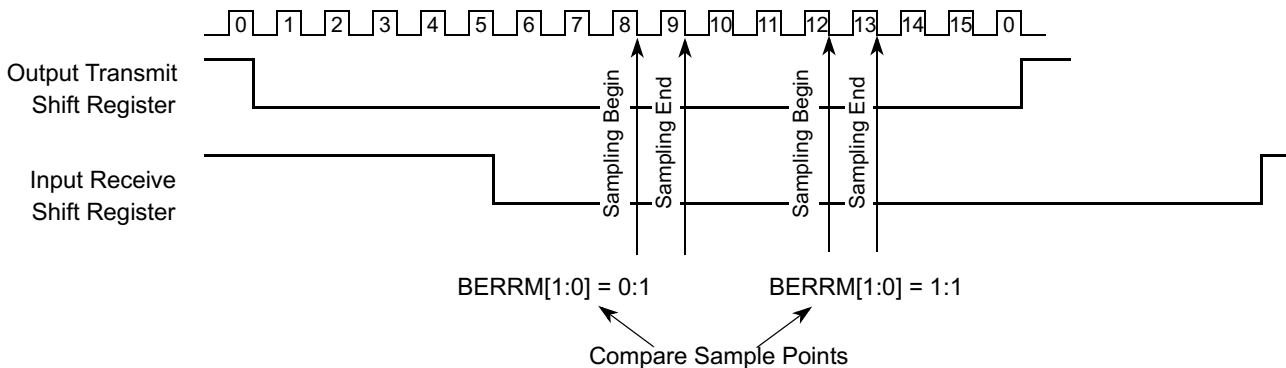 0 1 2 3 4 5 6 7 8 9 10 11 12 13 14 15 0
Output Transmit
Shift Register
Input Receive
Shift Register
Sampling Begin
Sampling End
Sampling Begin
Sampling End
BERRM[1:0] = 0:1
BERRM[1:0] = 1:1
Compare Sample Points